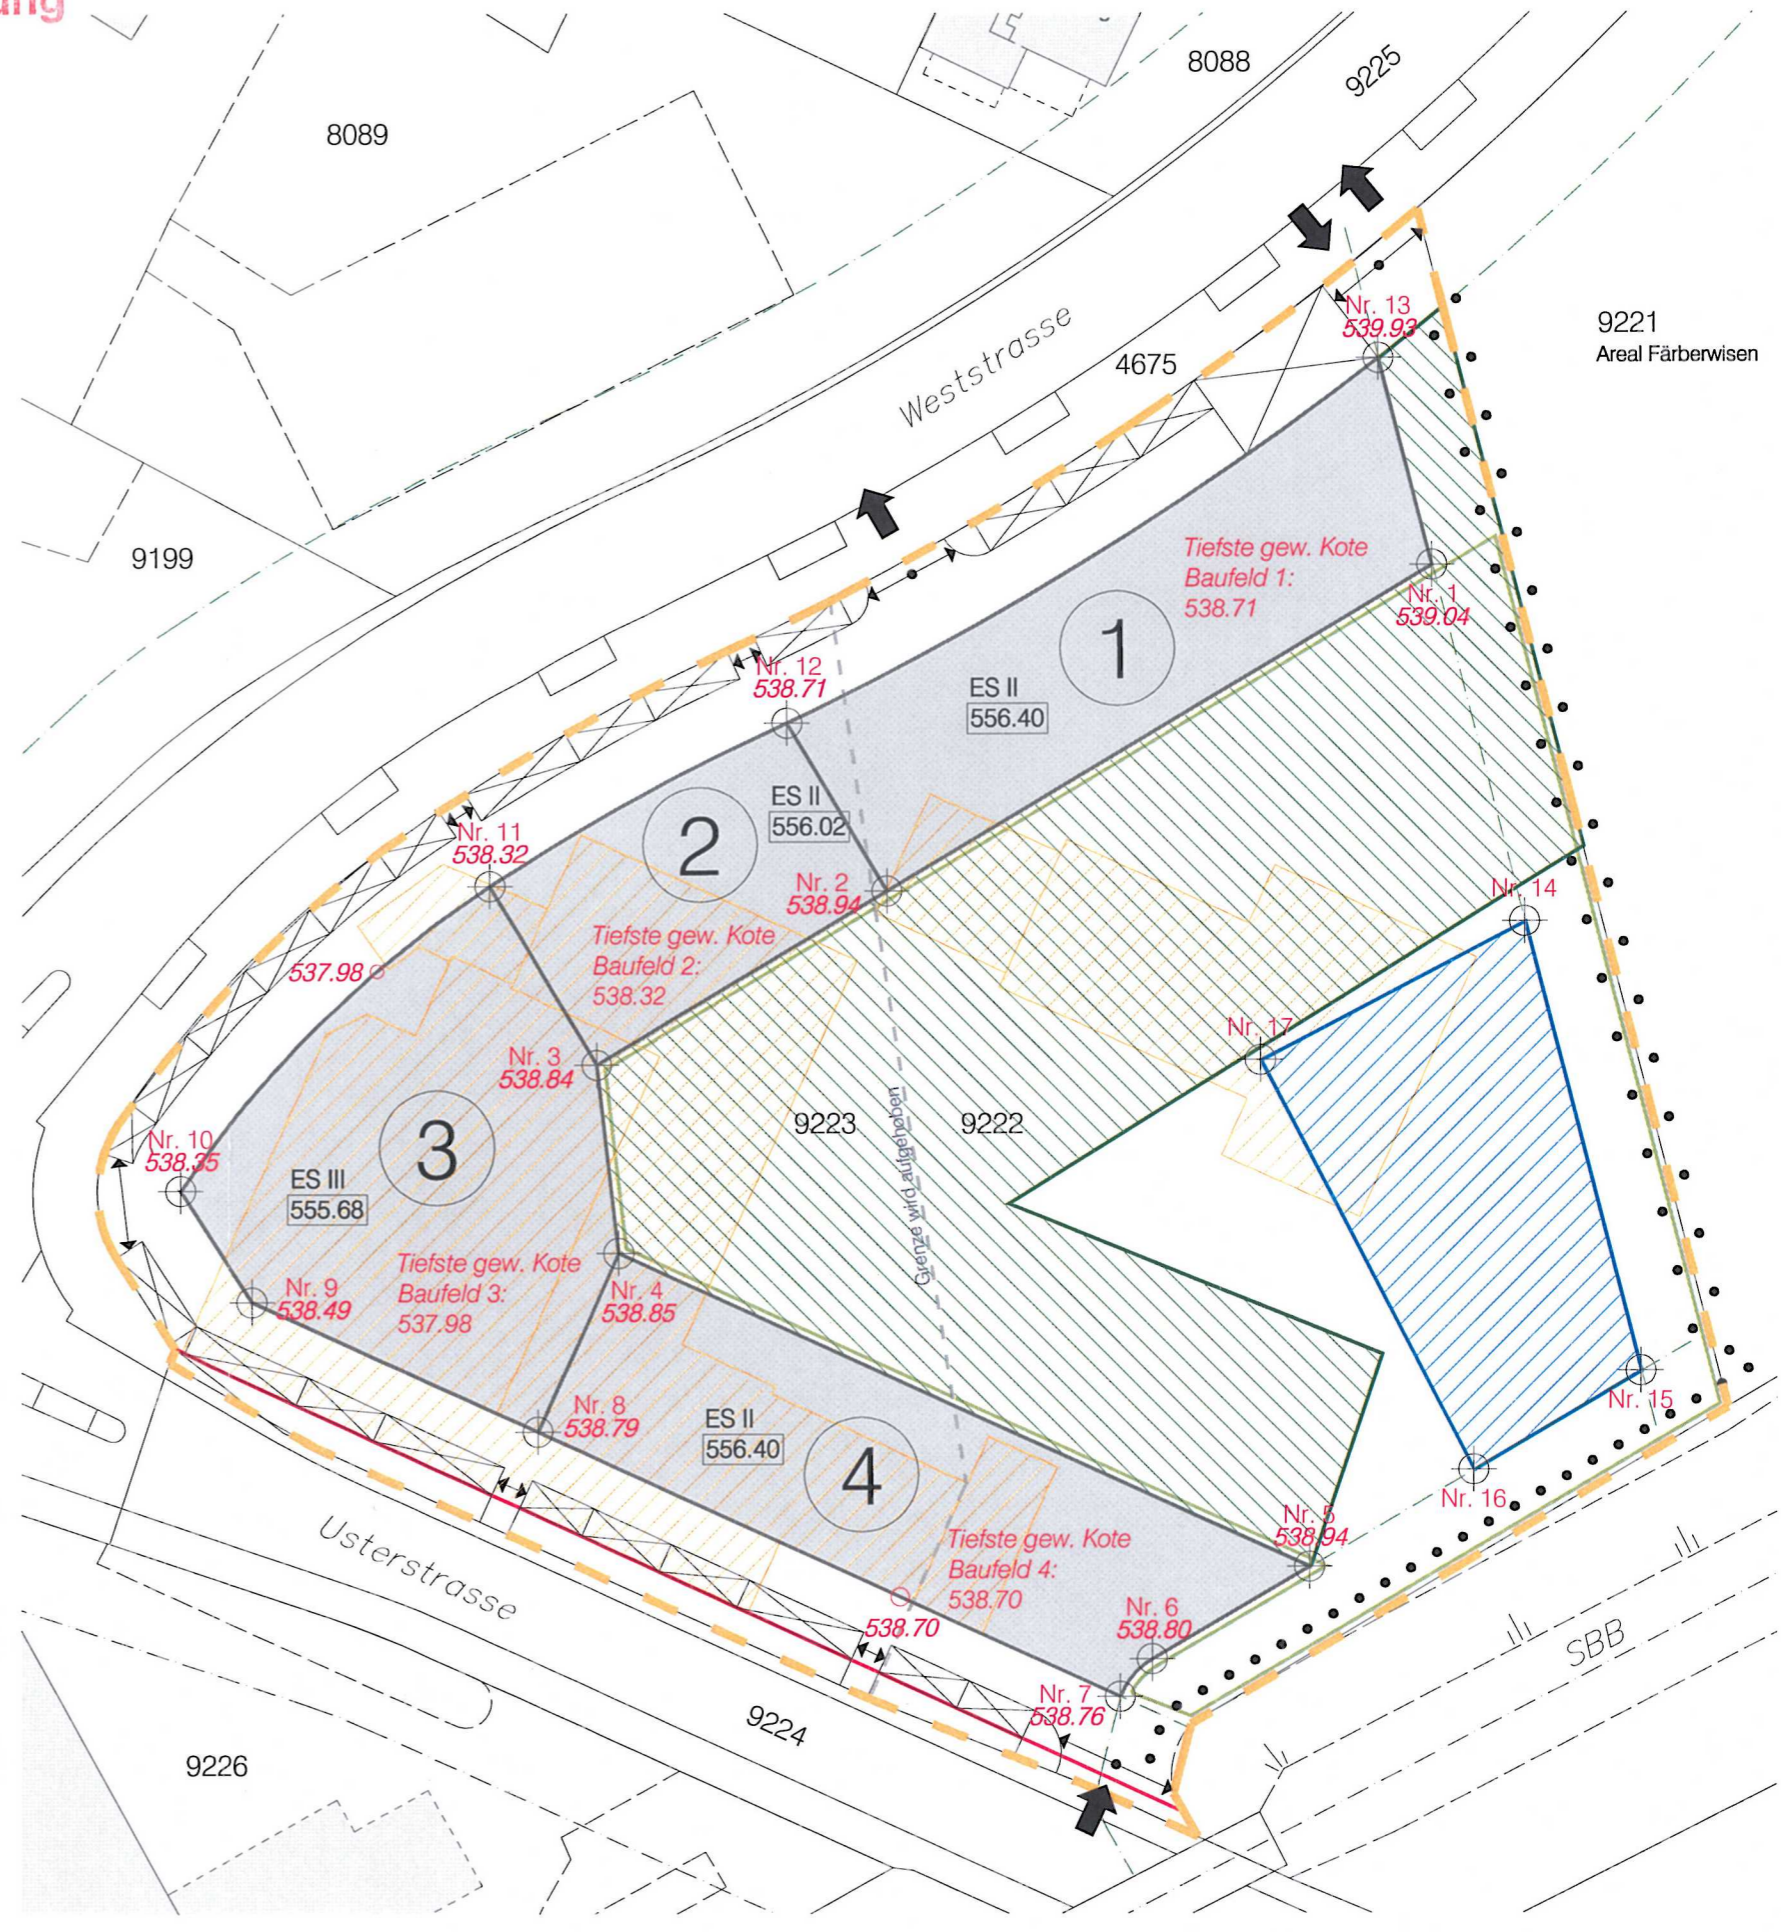 ung
8088
9225
8089
9221
Areal Färberwisen
Nr. 13
539.93
Weststrasse
4675
9199
Tiefste gew. Kote
Baufeld 1:
538.71
Nr. 1
539.04
1
Nr. 12
538.71
ES II
556.40
ES II
556.02
2
Nr. 11
538.32
Nr. 2
538.94
Nr. 14
Tiefste gew. Kote
Baufeld 2:
538.32
537.98
Nr. 17
Nr. 3
538.84
9223
9222
Grenze wird aufgehoben
Nr. 10
538.35
3
ES III
555.68
Tiefste gew. Kote
Baufeld 3:
537.98
Nr. 9
538.49
Nr. 4
538.85
Nr. 15
Nr. 8
538.79
ES II
556.40
4
Nr. 16
Nr. 5
538.94
Usterstrasse
Tiefste gew. Kote
Baufeld 4:
538.70
538.70
Nr. 6
538.80
SBB
Nr. 7
538.76
9224
9226